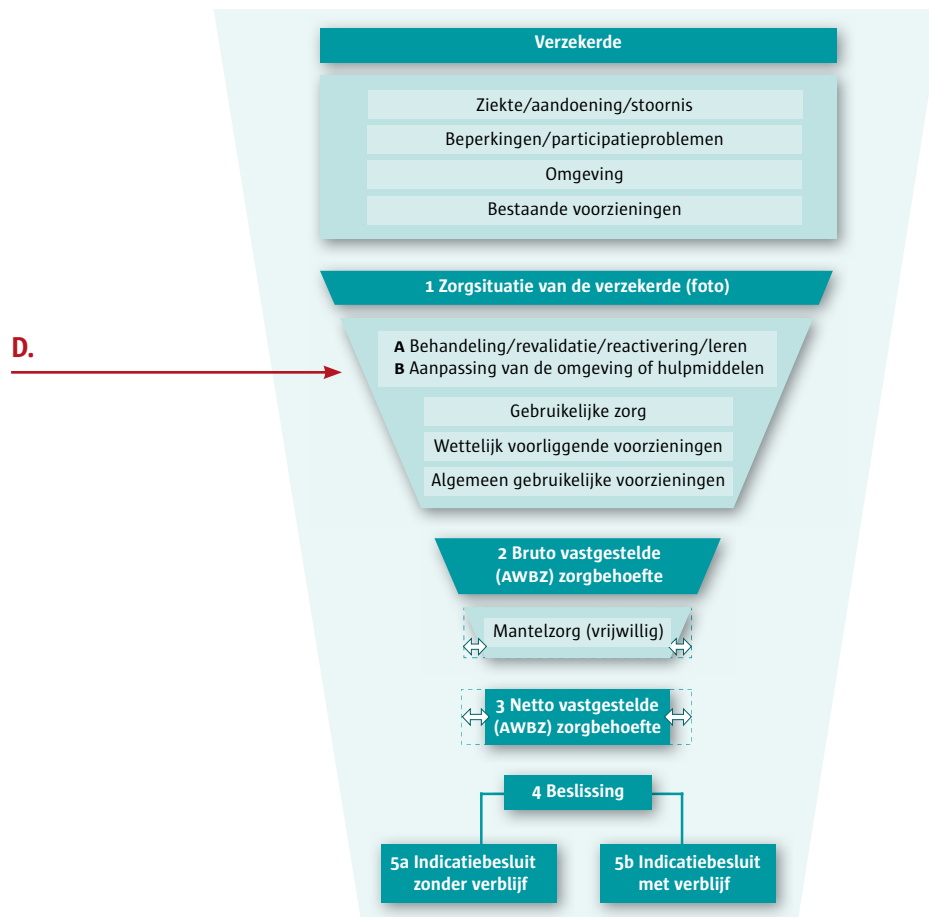 Verzekerde
Ziekte/aandoening/stoornis
Beperkingen/participatieproblemen
Omgeving
Bestaande voorzieningen
1 Zorgsituatie van de verzekerde (foto)
D.
A Behandeling/revalidatie/reactivering/leren
B Aanpassing van de omgeving of hulpmiddelen
Gebruikelijke zorg
Wettelijk voorliggende voorzieningen
Algemeen gebruikelijke voorzieningen
2 Bruto vastgestelde
(AWBZ) zorgbehoefte
Mantelzorg (vrijwillig)
3 Netto vastgestelde
(AWBZ) zorgbehoefte
4 Beslissing
5a Indicatiebesluit
zonder verblijf
5b Indicatiebesluit
met verblijf